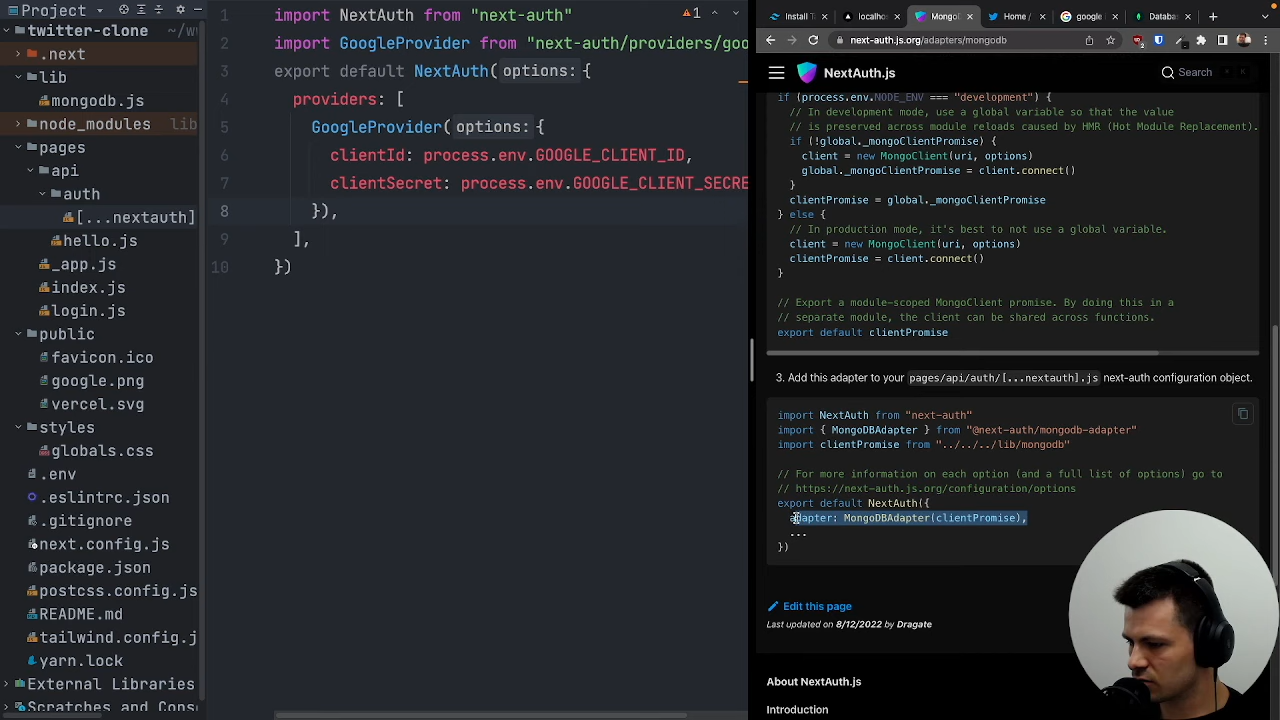 Project
twitter-clone ~/w
.next
lib
mongodb.js
node_modules lib
pages
api
auth
[...nextauth]
hello.js
_app.js
index.js
login.js
public
favicon.ico
google.png
vercel.svg
styles
globals.css
.env
.eslintrc.json
.gitignore
next.config.js
package.json
postcss.config.js
README.md
tailwind.config.j
yarn.lock
External Libraries
Scratches and Cons
1 import NextAuth from "next-auth"
2 import GoogleProvider from "next-auth/providers/goo
3 export default NextAuth( options: {
4 providers: [
5 GoogleProvider( options: {
6 clientId: process.env.GOOGLE_CLIENT_ID,
7 clientSecret: process.env.GOOGLE_CLIENT_SECRE
8 }),
9 ],
10 })
1
Install T
localho
MongoD
Home /
google
Databa
next-auth.js.org/adapters/mongodb
2
NextAuth.js
Search
K
if (process.env.NODE_ENV === "development") {
// In development mode, use a global variable so that the value
// is preserved across module reloads caused by HMR (Hot Module Replacement).
if (!global._mongoClientPromise) {
client = new MongoClient(uri, options)
global._mongoClientPromise = client.connect()
}
clientPromise = global._mongoClientPromise
} else {
// In production mode, it's best to not use a global variable.
client = new MongoClient(uri, options)
clientPromise = client.connect()
}
// Export a module-scoped MongoClient promise. By doing this in a
// separate module, the client can be shared across functions.
export default clientPromise
3. Add this adapter to your pages/api/auth/[...nextauth].js next-auth configuration object.
import NextAuth from "next-auth"
import { MongoDBAdapter } from "@next-auth/mongodb-adapter"
import clientPromise from "../../../lib/mongodb"
// For more information on each option (and a full list of options) go to
// https://next-auth.js.org/configuration/options
export default NextAuth({
adapter: MongoDBAdapter(clientPromise),
...
})
Edit this page
Last updated on 8/12/2022 by Dragate
About NextAuth.js
Introduction